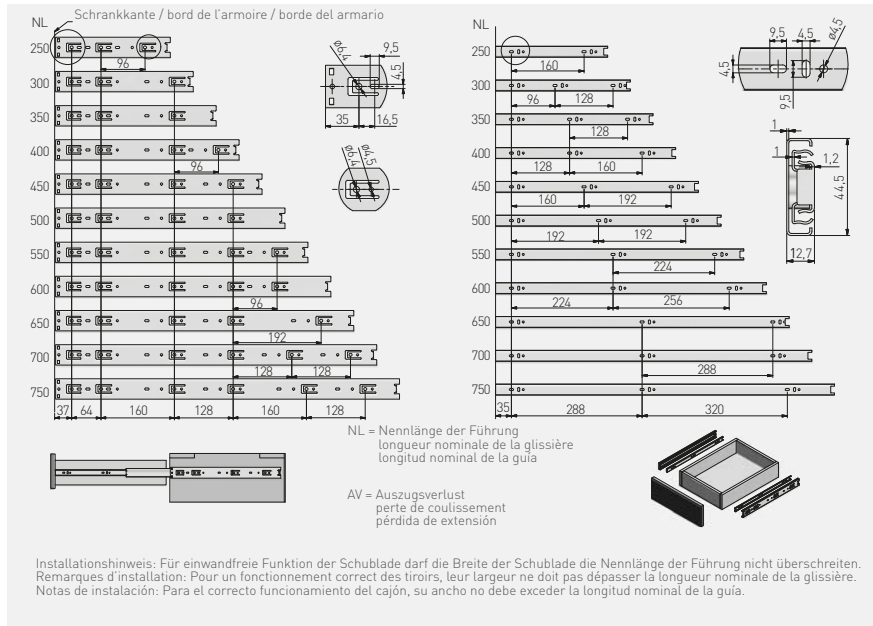 Schrankkante / bord de l'armoire / borde del armario
NL
250
300
350
400
450
500
550
600
650
700
750
96
96
96
192
128 128
37 64 160 128 160 128
ø6,4
9,5
4,5
35 16,5
ø6,4
ø4,5
NL
250
300
350
400
450
500
550
600
650
700
750
160
96 128
128
128 160
160 192
192 192
224
224 256
288
35 288 320
9,5 4,5 ø4,5
4,5
9,5
1
1
1,2
44,5
12,7
NL = Nennlänge der Führung
longueur nominale de la glissière
longitud nominal de la guía
AV = Auszugsverlust
perte de coulissement
pérdida de extensión
Installationshinweis: Für einwandfreie Funktion der Schublade darf die Breite der Schublade die Nennlänge der Führung nicht überschreiten.
Remarques d'installation: Pour un fonctionnement correct des tiroirs, leur largeur ne doit pas dépasser la longueur nominale de la glissière.
Notas de instalación: Para el correcto funcionamiento del cajón, su ancho no debe exceder la longitud nominal de la guía.